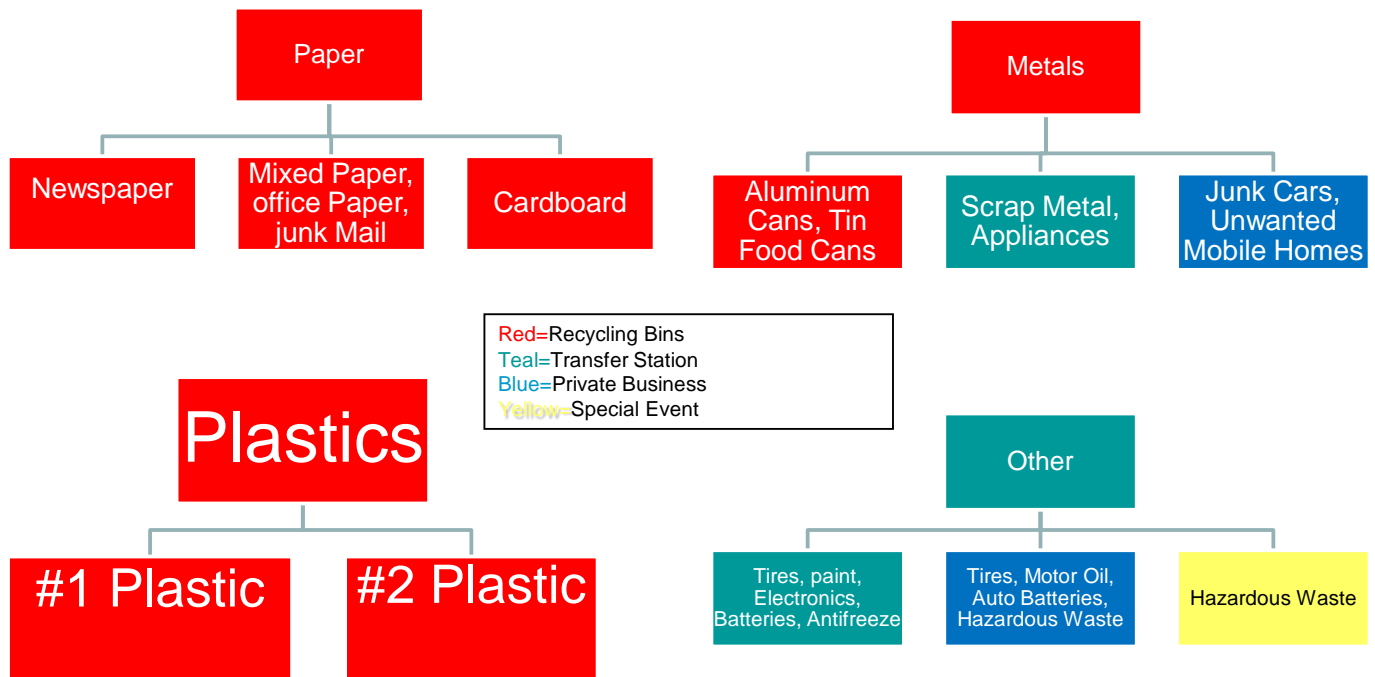 Paper
Newspaper
Mixed Paper,
office Paper,
junk Mail
Cardboard
Metals
Aluminum
Cans, Tin
Food Cans
Scrap Metal,
Appliances
Junk Cars,
Unwanted
Mobile Homes
Red=Recycling Bins
Teal=Transfer Station
Blue=Private Business
Yellow=Special Event
Plastics
#1 Plastic
#2 Plastic
Other
Tires, paint,
Electronics,
Batteries, Antifreeze
Tires, Motor Oil,
Auto Batteries,
Hazardous Waste
Hazardous Waste